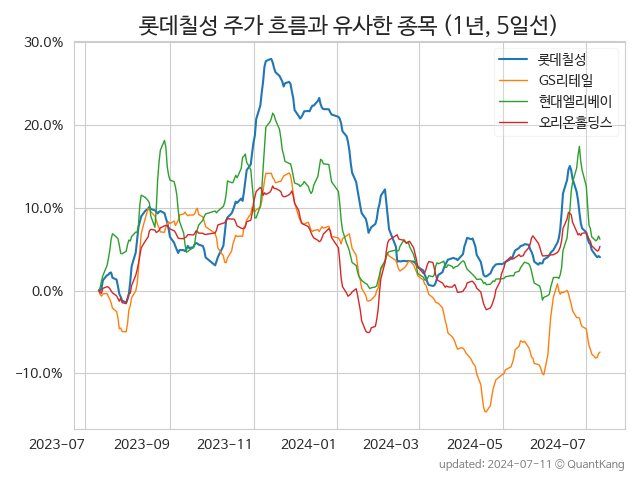 롯데칠성 주가 흐름과 유사한 종목 (1년, 5일선)
30.0%
20.0%
10.0%
0.0%
−10.0%
롯데칠성
GS리테일
현대엘리베이
오리온홀딩스
2023-07 2023-09 2023-11 2024-01 2024-03 2024-05 2024-07
updated: 2024-07-11 © QuantKang